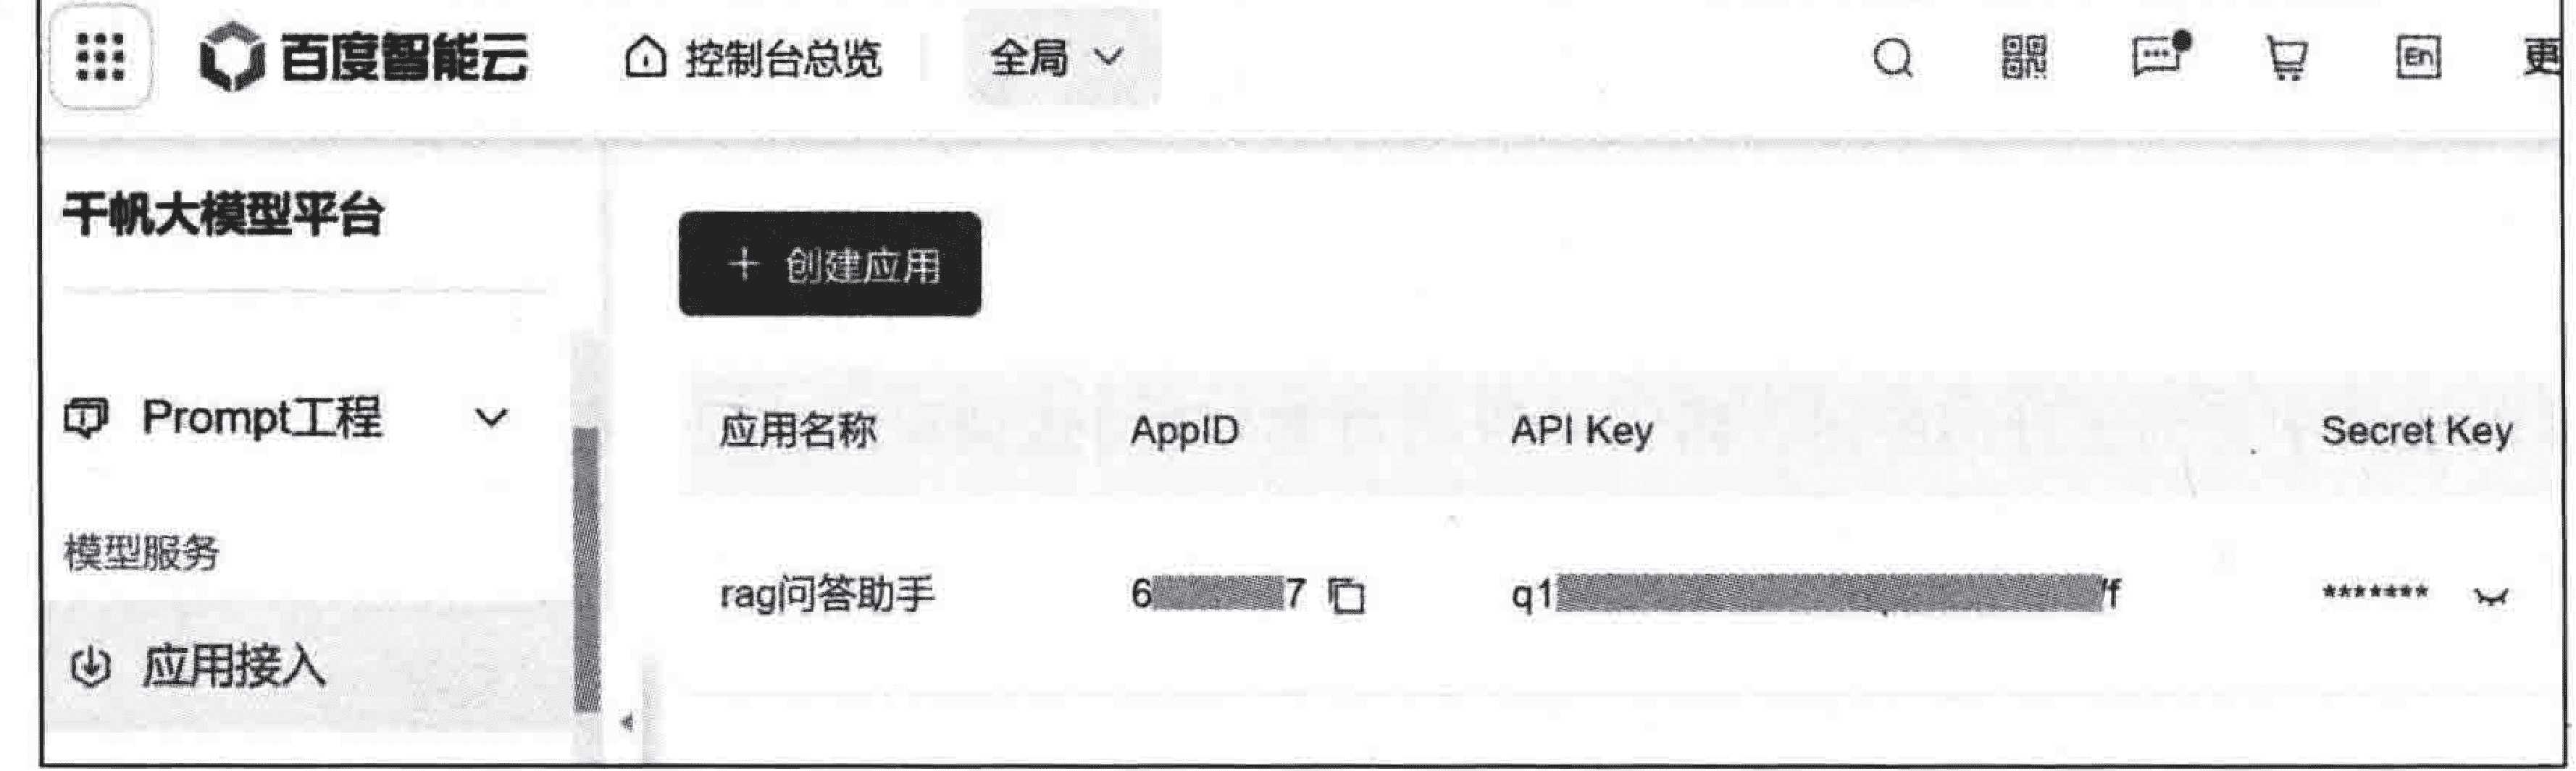 百度智能云 控制台总览 全局 En 更
千帆大模型平台
+ 创建应用
Prompt工程
应用名称 AppID API Key Secret Key
模型服务
rag问答助手 6 7 q1 f *******
应用接入